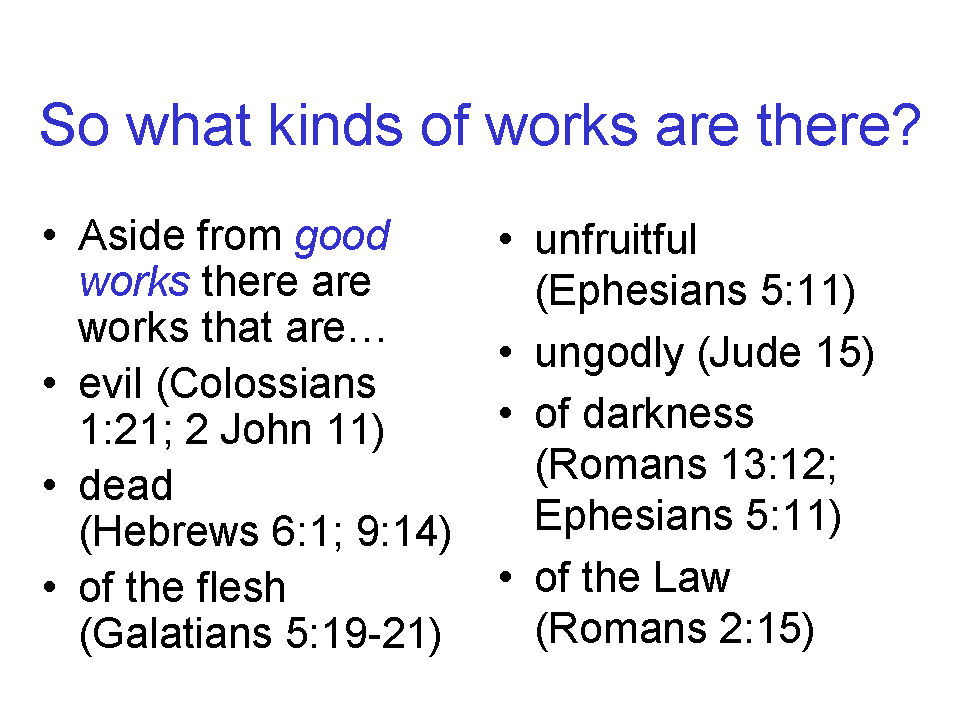 So what kinds of works are there?
• Aside from good
works there are
works that are…
• evil (Colossians
1:21; 2 John 11)
• dead
(Hebrews 6:1; 9:14)
• of the flesh
(Galatians 5:19-21)
• unfruitful
(Ephesians 5:11)
• ungodly (Jude 15)
• of darkness
(Romans 13:12;
Ephesians 5:11)
• of the Law
(Romans 2:15)